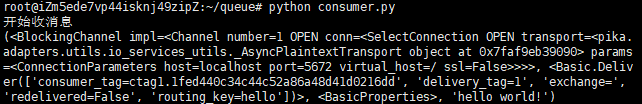 root@iZm5ede7vp44isknj49zipZ:~/queue# python consumer.py
开始收消息
(<BlockingChannel impl=<Channel number=1 OPEN conn=<SelectConnection OPEN transport=<pika.
adapters.utils.io_services_utils._AsyncPlaintextTransport object at 0x7faf9eb39090> params
=<ConnectionParameters host=localhost port=5672 virtual_host=/ ssl=False>>>>, <Basic.Deliv
er(['consumer_tag=ctag1.1fed440c34c44c52a86a48d41d0216dd', 'delivery_tag=1', 'exchange=',
'redelivered=False', 'routing_key=hello'])>, <BasicProperties>, 'hello world!')